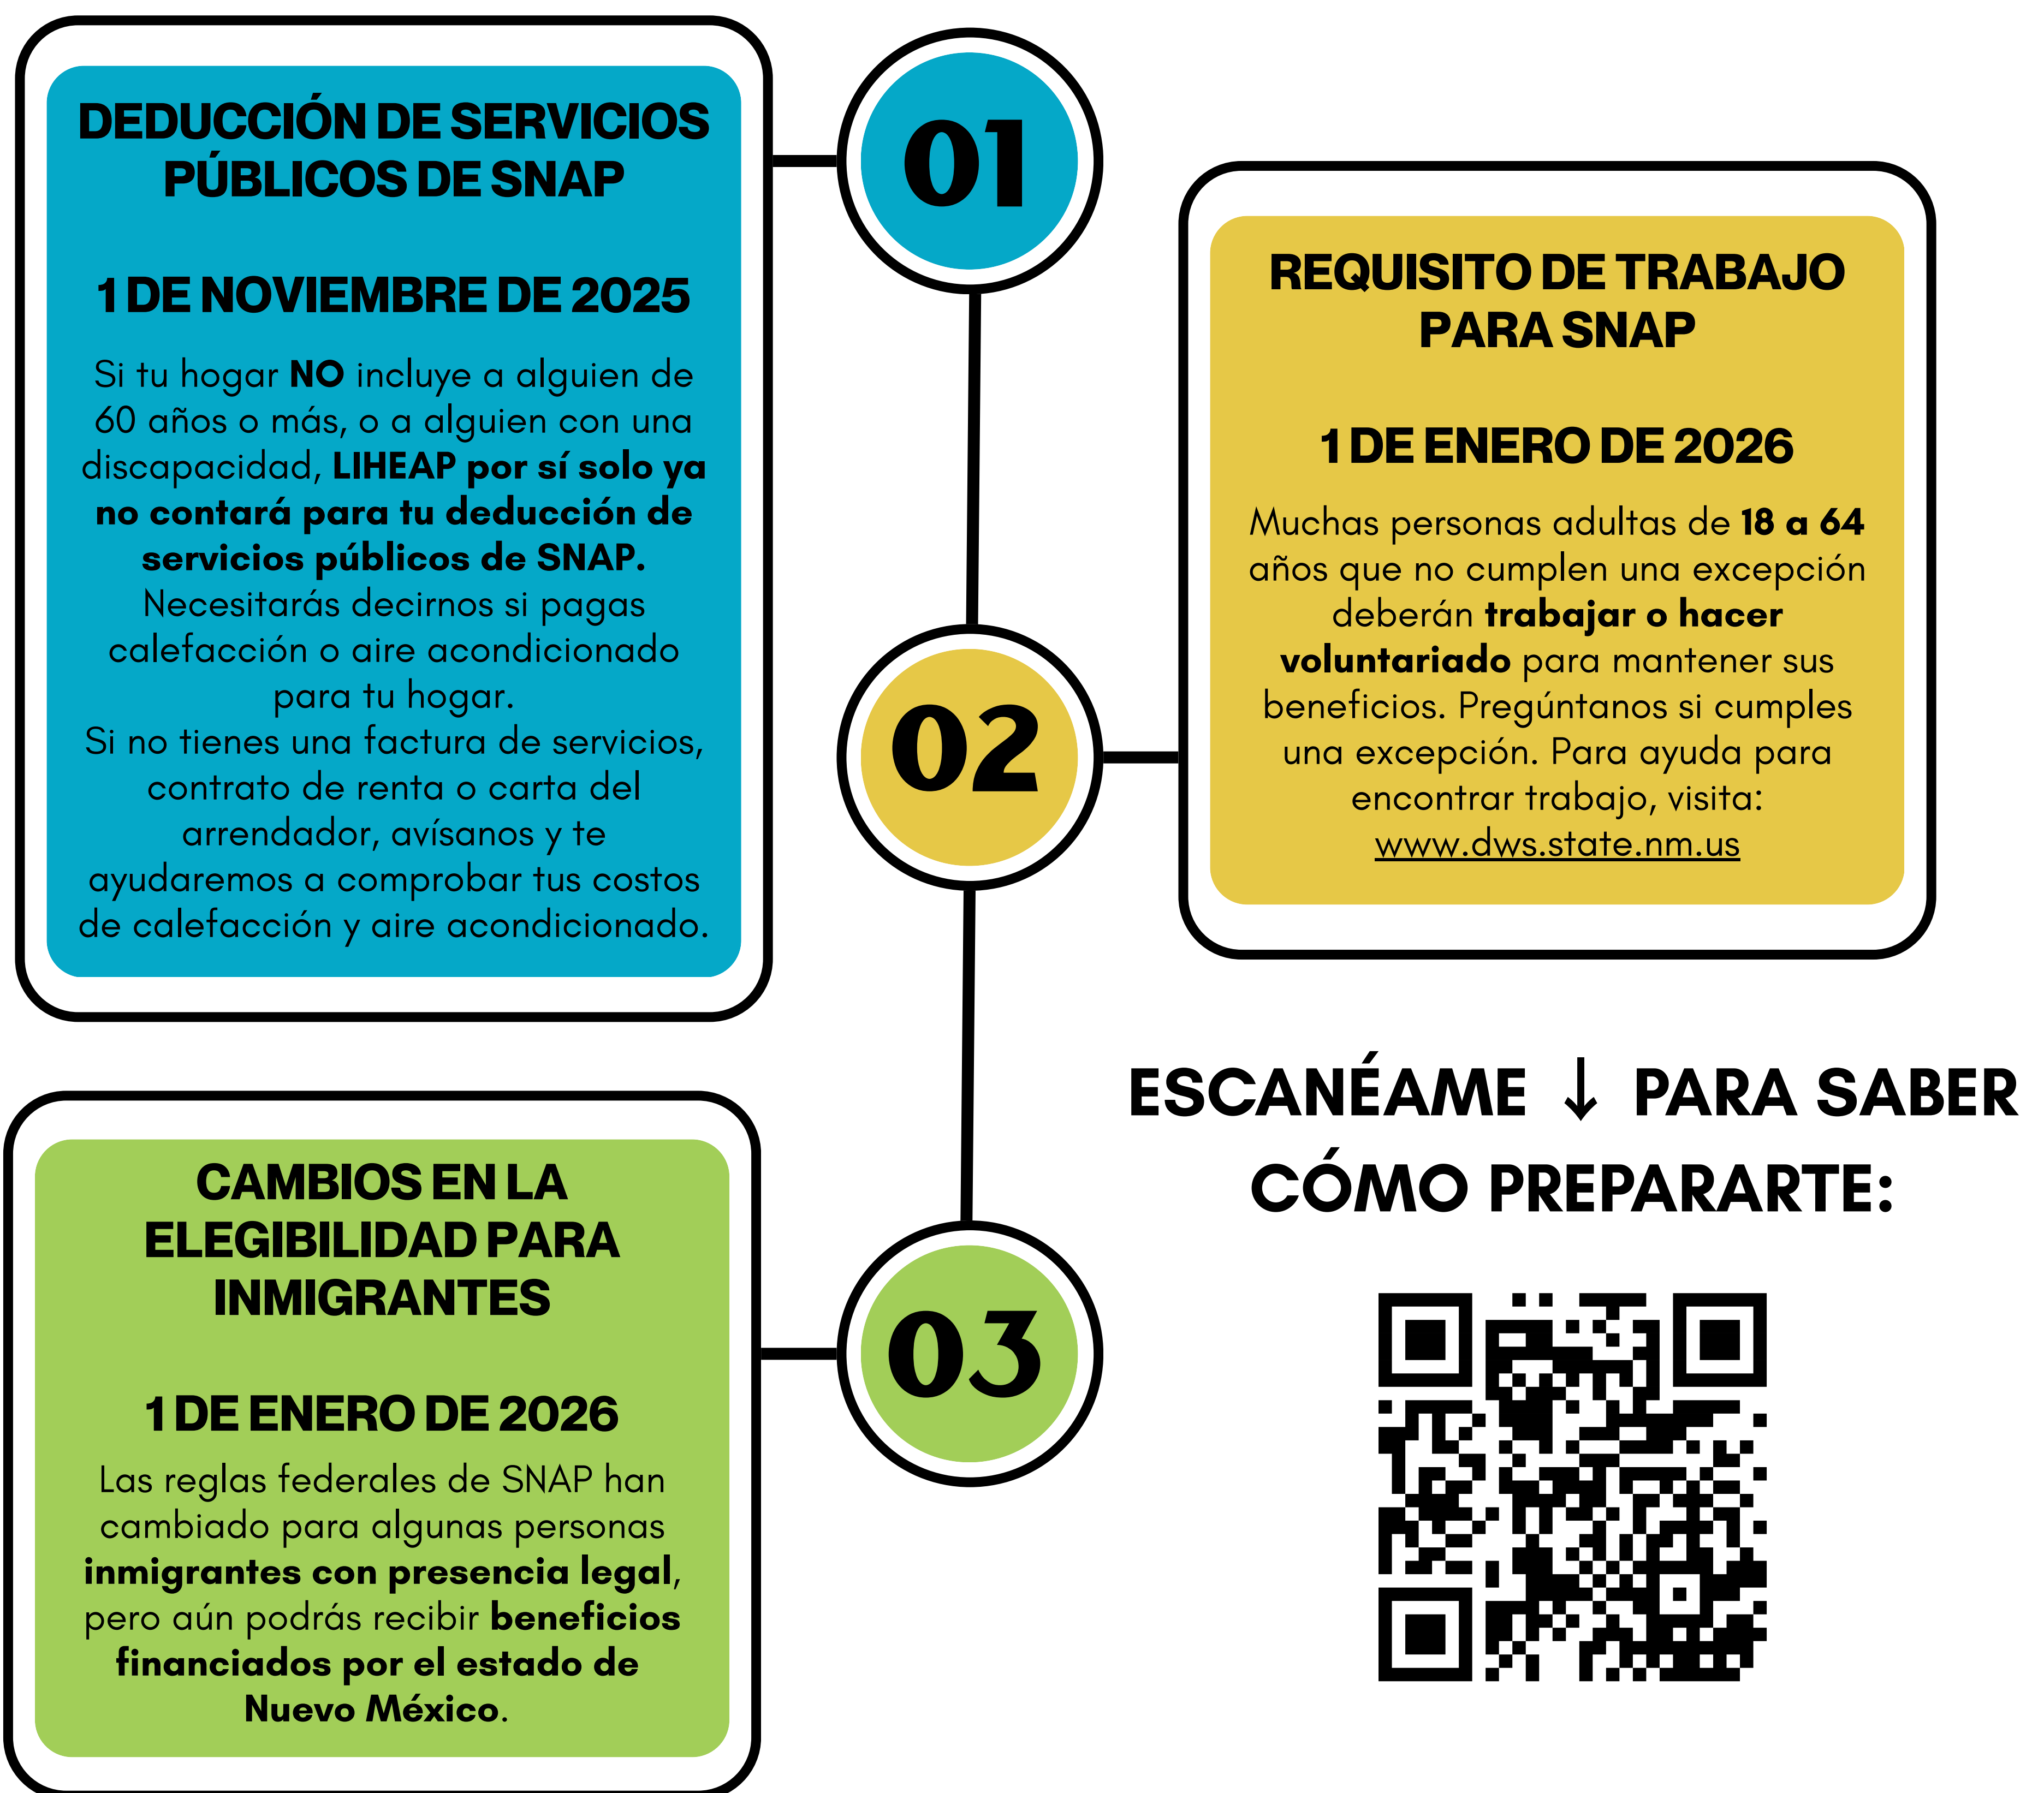 DEDUCCIÓN DE SERVICIOS
PÚBLICOS DE SNAP
1 DE NOVIEMBRE DE 2025
Si tu hogar NO incluye a alguien de
60 años o más, o a alguien con una
discapacidad, LIHEAP por sí solo ya
no contará para tu deducción de
servicios públicos de SNAP.
Necesitarás decirnos si pagas
calefacción o aire acondicionado
para tu hogar.
Si no tienes una factura de servicios,
contrato de renta o carta del
arrendador, avísanos y te
ayudaremos a comprobar tus costos
de calefacción y aire acondicionado.
01
REQUISITO DE TRABAJO
PARA SNAP
1 DE ENERO DE 2026
Muchas personas adultas de 18 a 64
años que no cumplen una excepción
deberán trabajar o hacer
voluntariado para mantener sus
beneficios. Pregúntanos si cumples
una excepción. Para ayuda para
encontrar trabajo, visita:
www.dws.state.nm.us
02
CAMBIOS EN LA
ELEGIBILIDAD PARA
INMIGRANTES
1 DE ENERO DE 2026
Las reglas federales de SNAP han
cambiado para algunas personas
inmigrantes con presencia legal,
pero aún podrás recibir beneficios
financiados por el estado de
Nuevo México.
03
ESCANÉAME ↓ PARA SABER
CÓMO PREPARARTE: